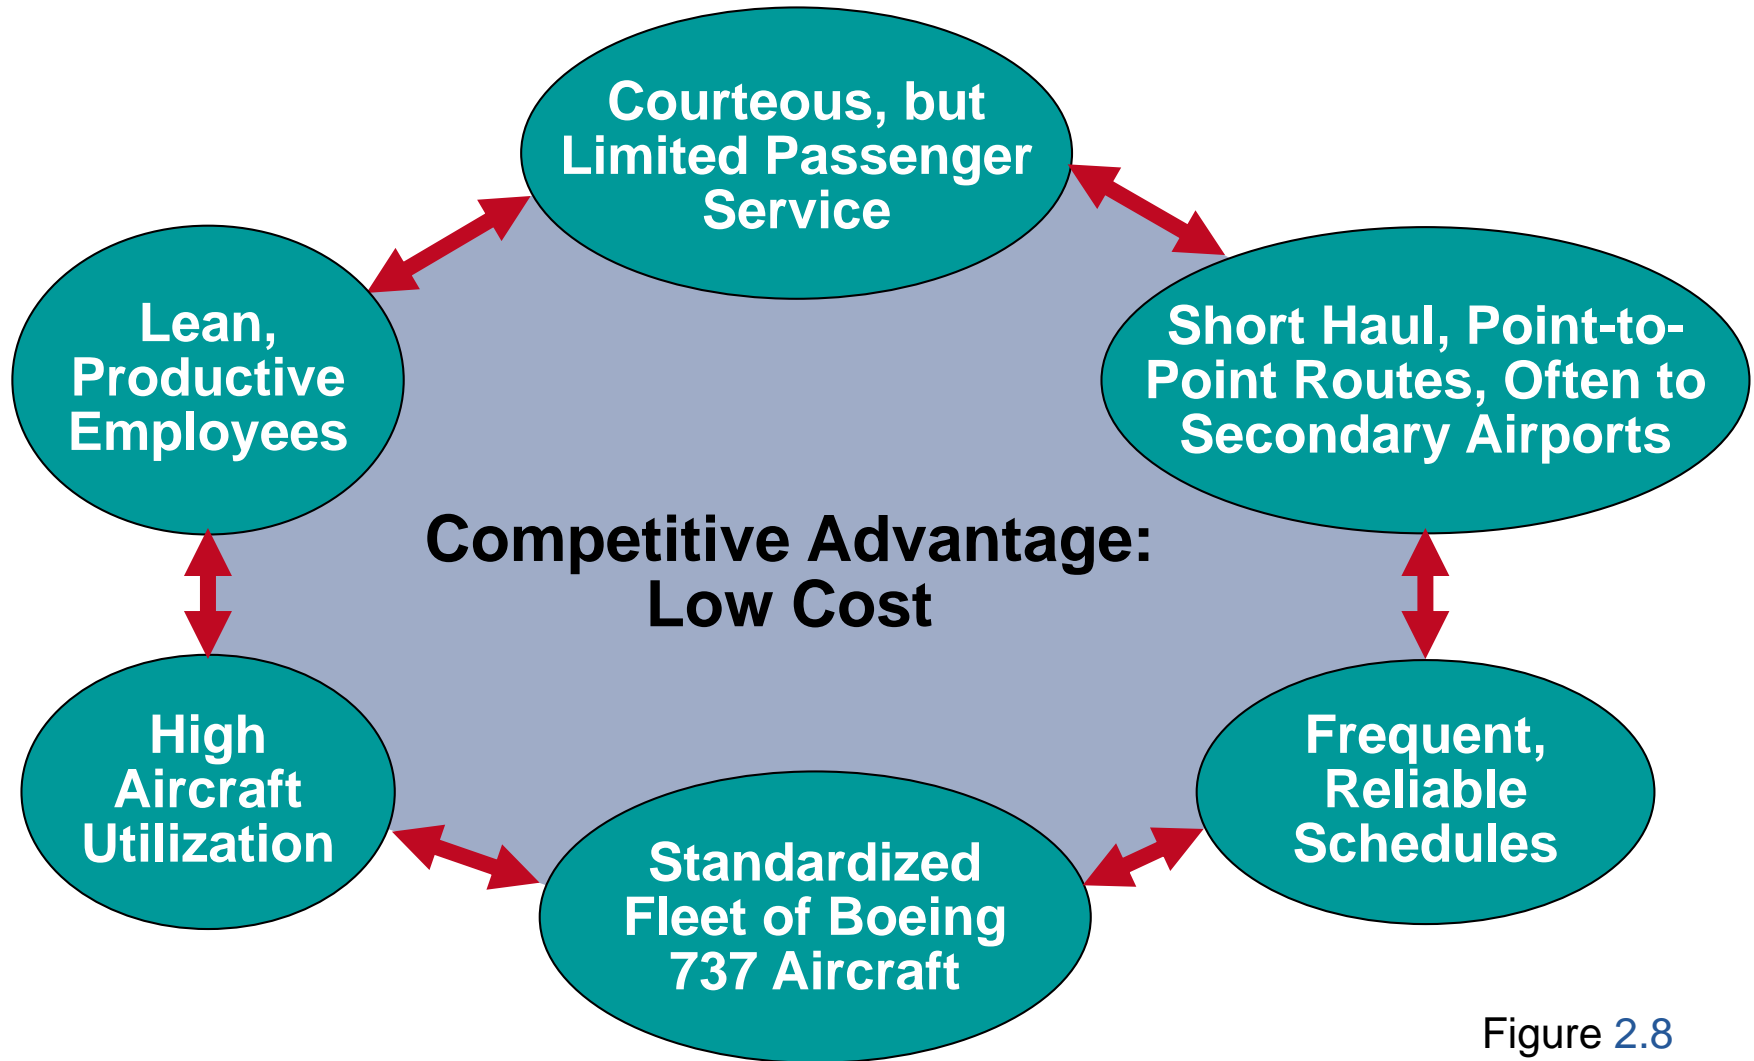 Courteous, but
Limited Passenger
Service
Short Haul, Point-to-
Point Routes, Often to
Secondary Airports
Frequent,
Reliable
Schedules
Standardized
Fleet of Boeing
737 Aircraft
High
Aircraft
Utilization
Lean,
Productive
Employees
Competitive Advantage:
Low Cost
Figure 2.8